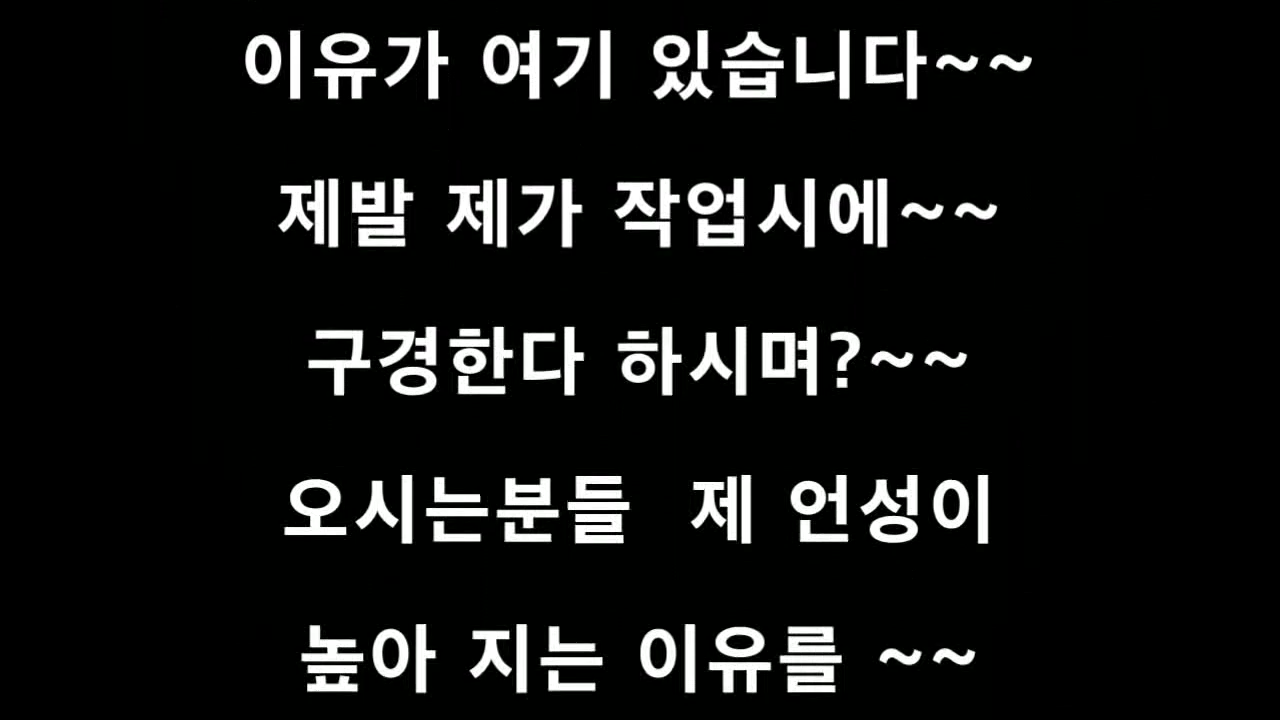 이유가 여기 있습니다~~
제발 제가 작업시에~~
구경한다 하시며?~~
오시는분들  제 언성이
높아 지는 이유를 ~~